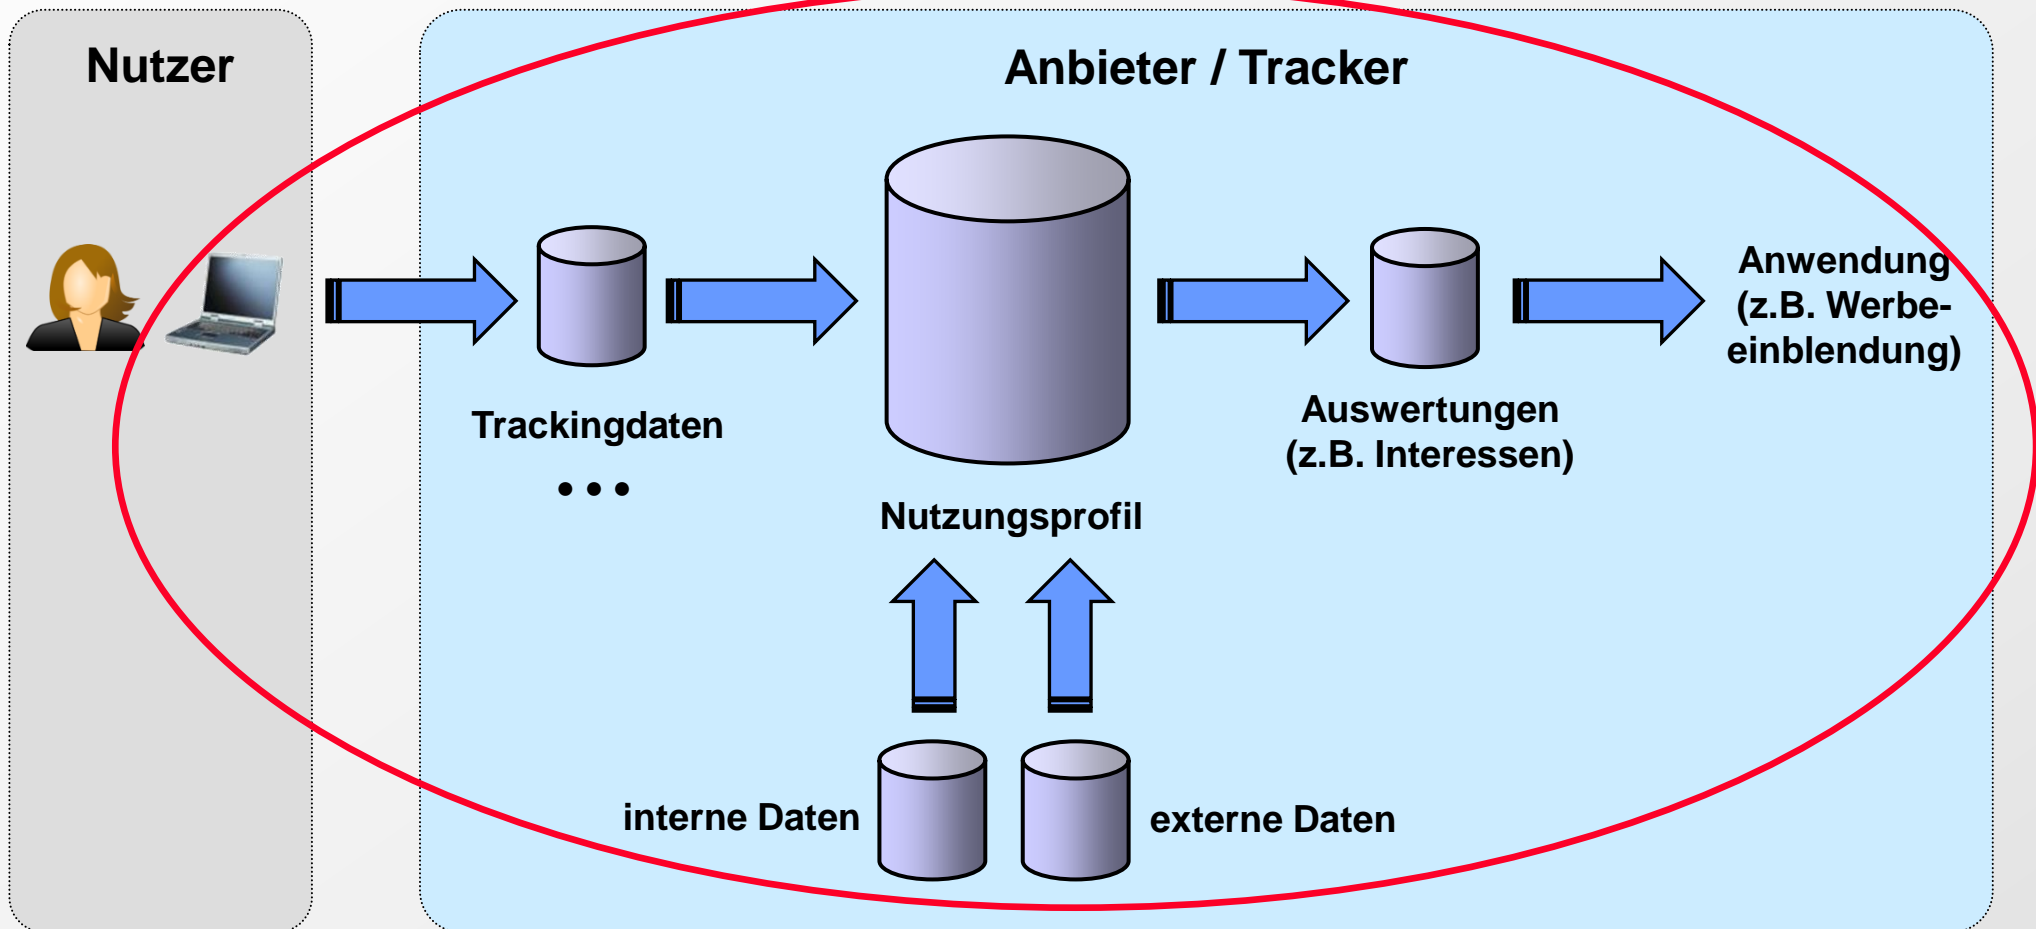 Nutzer
Anbieter / Tracker
Anwendung
(z.B. Werbe-
einblendung)
Trackingdaten
...
Auswertungen
(z.B. Interessen)
Nutzungsprofil
interne Daten
externe Daten